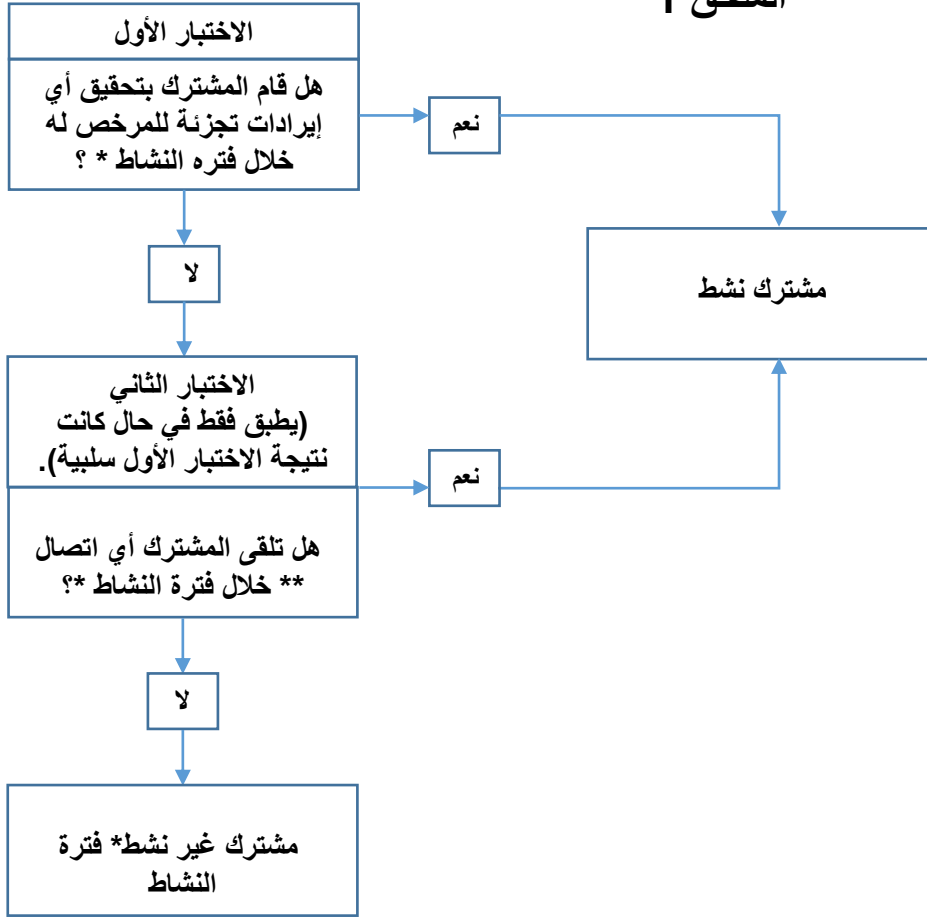 الاختبار الأول
هل قام المشترك بتحقيق أي
إيرادات تجزئة للمرخص له
خلال فتره النشاط * ؟
نعم
لا
مشترك نشط
الاختبار الثاني
(يطبق فقط في حال كانت
نتيجة الاختبار الأول سلبية).
نعم
هل تلقى المشترك أي اتصال
** خلال فترة النشاط *؟
لا
مشترك غير نشط* فترة
النشاط